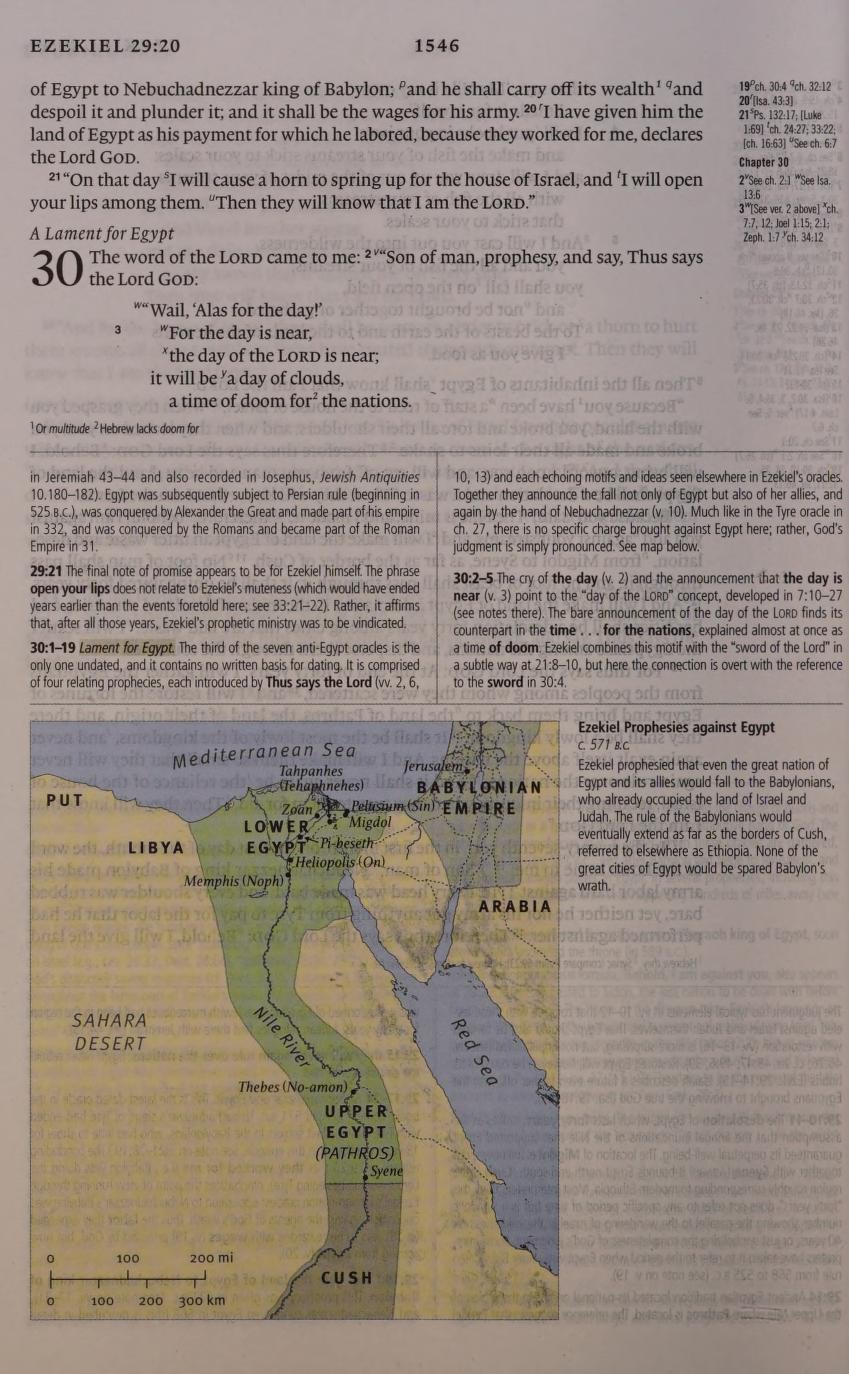 EZEKIEL 29:20
1546
of Egypt to Nebuchadnezzar king of Babylon; ᵖand he shall carry off its wealth¹ ᑫand
despoil it and plunder it; and it shall be the wages for his army. ²⁰ʳI have given him the
land of Egypt as his payment for which he labored, because they worked for me, declares
the Lord GOD.
²¹“On that day ˢI will cause a horn to spring up for the house of Israel, and ᵗI will open
your lips among them. ᵘThen they will know that I am the LORD.”
A Lament for Egypt
30 The word of the LORD came to me: ²ᵛ“Son of man, prophesy, and say, Thus says
the Lord GOD:
ʷ“Wail, ‘Alas for the day!’
3 ʷFor the day is near,
ˣthe day of the LORD is near;
it will be ʸa day of clouds,
a time of doom for² the nations.
¹Or multitude ²Hebrew lacks doom for
19ᵖch. 30:4 ᑫch. 32:12
20ʳ[Isa. 43:3]
21ˢPs. 132:17; [Luke
1:69] ᵗch. 24:27; 33:22;
[ch. 16:63] ᵘSee ch. 6:7
Chapter 30
2ᵛSee ch. 2:1 ʷSee Isa.
13:6
3ʷ[See ver. 2 above] ˣch.
7:7, 12; Joel 1:15; 2:1;
Zeph. 1:7 ʸch. 34:12
in Jeremiah 43–44 and also recorded in Josephus, Jewish Antiquities
10.180–182). Egypt was subsequently subject to Persian rule (beginning in
525 B.C.), was conquered by Alexander the Great and made part of his empire
in 332, and was conquered by the Romans and became part of the Roman
Empire in 31.
29:21 The final note of promise appears to be for Ezekiel himself. The phrase
open your lips does not relate to Ezekiel’s muteness (which would have ended
years earlier than the events foretold here; see 33:21–22). Rather, it affirms
that, after all those years, Ezekiel’s prophetic ministry was to be vindicated.
30:1–19 Lament for Egypt. The third of the seven anti-Egypt oracles is the
only one undated, and it contains no written basis for dating. It is comprised
of four relating prophecies, each introduced by Thus says the Lord (vv. 2, 6,
10, 13) and each echoing motifs and ideas seen elsewhere in Ezekiel’s oracles.
Together they announce the fall not only of Egypt but also of her allies, and
again by the hand of Nebuchadnezzar (v. 10). Much like in the Tyre oracle in
ch. 27, there is no specific charge brought against Egypt here; rather, God’s
judgment is simply pronounced. See map below.
30:2–5 The cry of the day (v. 2) and the announcement that the day is
near (v. 3) point to the “day of the LORD” concept, developed in 7:10–27
(see notes there). The bare announcement of the day of the LORD finds its
counterpart in the time . . . for the nations, explained almost at once as
a time of doom. Ezekiel combines this motif with the “sword of the Lord” in
a subtle way at 21:8–10, but here the connection is overt with the reference
to the sword in 30:4.
Mediterranean Sea
Jerusalem
Tahpanhes
(Tehaphnehes)
BABYLONIAN
EMPIRE
PUT
Zoan
Pelusium (Sin)
LOWER
EGYPT
Migdol
LIBYA
Pi-beseth
Heliopolis (On)
Memphis (Noph)
ARABIA
SAHARA
DESERT
Nile River
Red Sea
Thebes (No-amon)
UPPER
EGYPT
(PATHROS)
Syene
CUSH
0 100 200 mi
0 100 200 300 km
Ezekiel Prophesies against Egypt
c. 571 B.C.
Ezekiel prophesied that even the great nation of
Egypt and its allies would fall to the Babylonians,
who already occupied the land of Israel and
Judah. The rule of the Babylonians would
eventually extend as far as the borders of Cush,
referred to elsewhere as Ethiopia. None of the
great cities of Egypt would be spared Babylon’s
wrath.